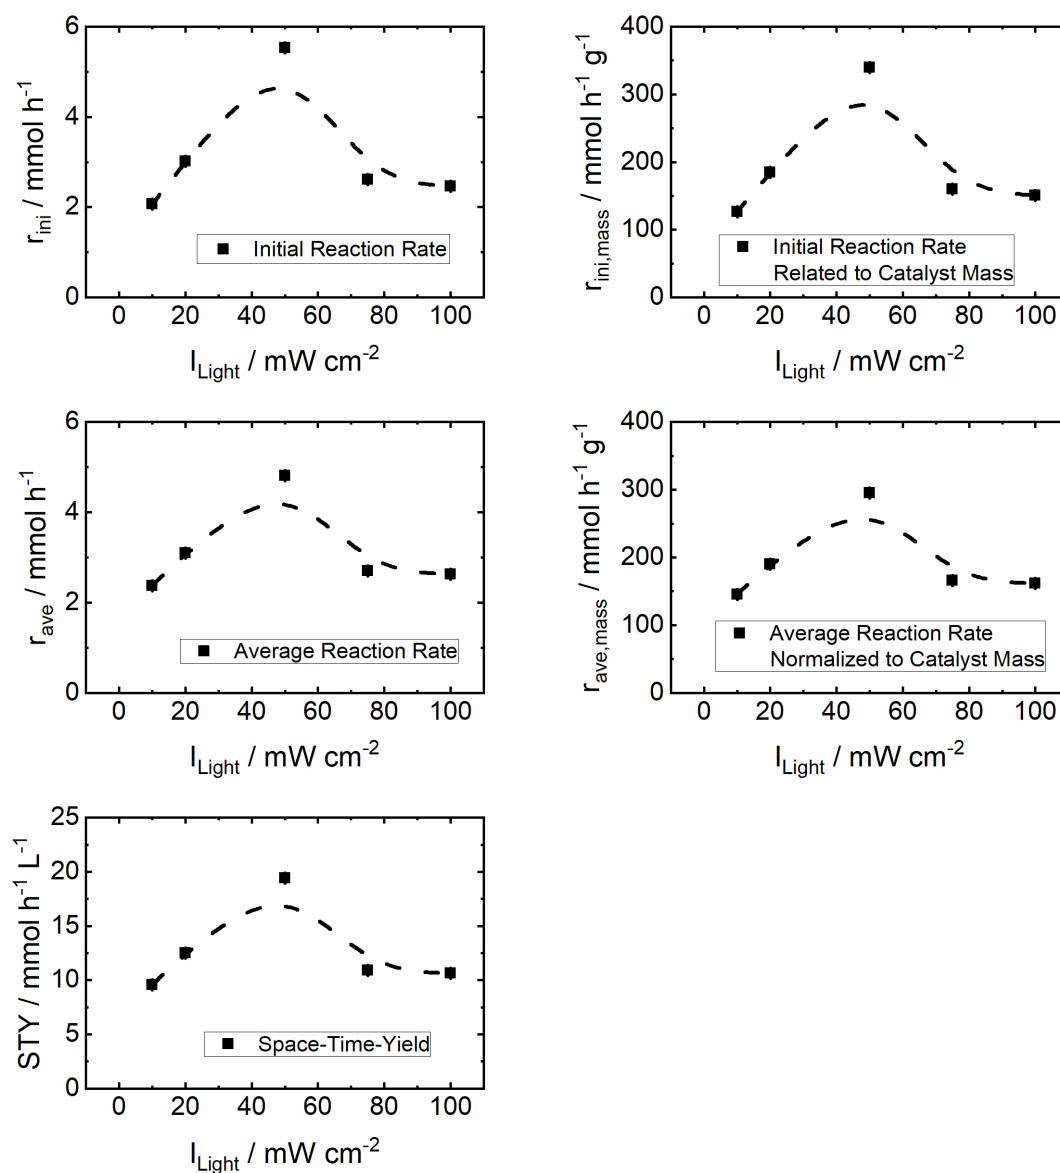 6
4
2
0
r_ini / mmol h⁻¹
Initial Reaction Rate
0 20 40 60 80 100
I_Light / mW cm⁻²
400
300
200
100
0
r_ini,mass / mmol h⁻¹ g⁻¹
Initial Reaction Rate
Related to Catalyst Mass
0 20 40 60 80 100
I_Light / mW cm⁻²
6
4
2
0
r_ave / mmol h⁻¹
Average Reaction Rate
0 20 40 60 80 100
I_Light / mW cm⁻²
400
300
200
100
0
r_ave,mass / mmol h⁻¹ g⁻¹
Average Reaction Rate
Normalized to Catalyst Mass
0 20 40 60 80 100
I_Light / mW cm⁻²
25
20
15
10
5
0
STY / mmol h⁻¹ L⁻¹
Space-Time-Yield
0 20 40 60 80 100
I_Light / mW cm⁻²